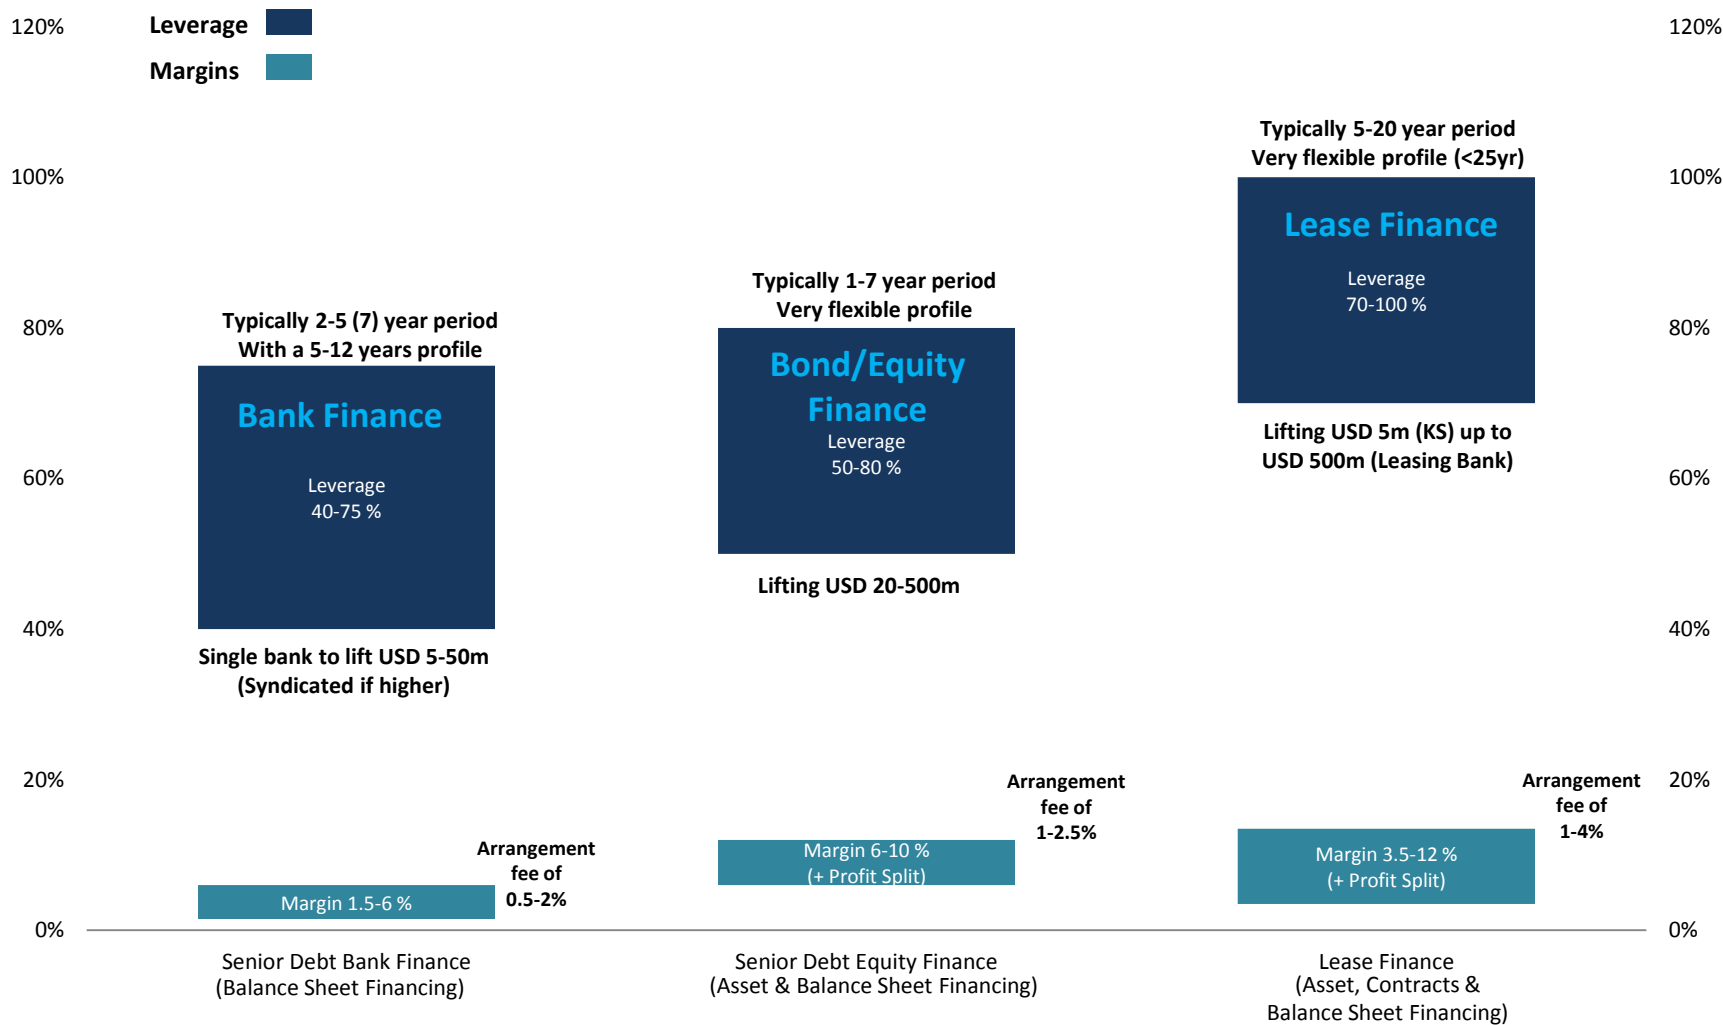 120%
100%
80%
60%
40%
20%
0%
Leverage
Margins
Typically 2-5 (7) year period
With a 5-12 years profile
Bank Finance
Leverage
40-75 %
Single bank to lift USD 5-50m
(Syndicated if higher)
Margin 1.5-6 %
Arrangement
fee of
0.5-2%
Senior Debt Bank Finance
(Balance Sheet Financing)
Typically 1-7 year period
Very flexible profile
Bond/Equity
Finance
Leverage
50-80 %
Lifting USD 20-500m
Margin 6-10 %
(+ Profit Split)
Arrangement
fee of
1-2.5%
Senior Debt Equity Finance
(Asset & Balance Sheet Financing)
Typically 5-20 year period
Very flexible profile (<25yr)
Lease Finance
Leverage
70-100 %
Lifting USD 5m (KS) up to
USD 500m (Leasing Bank)
Margin 3.5-12 %
(+ Profit Split)
Arrangement
fee of
1-4%
Lease Finance
(Asset, Contracts &
Balance Sheet Financing)
120%
100%
80%
60%
40%
20%
0%